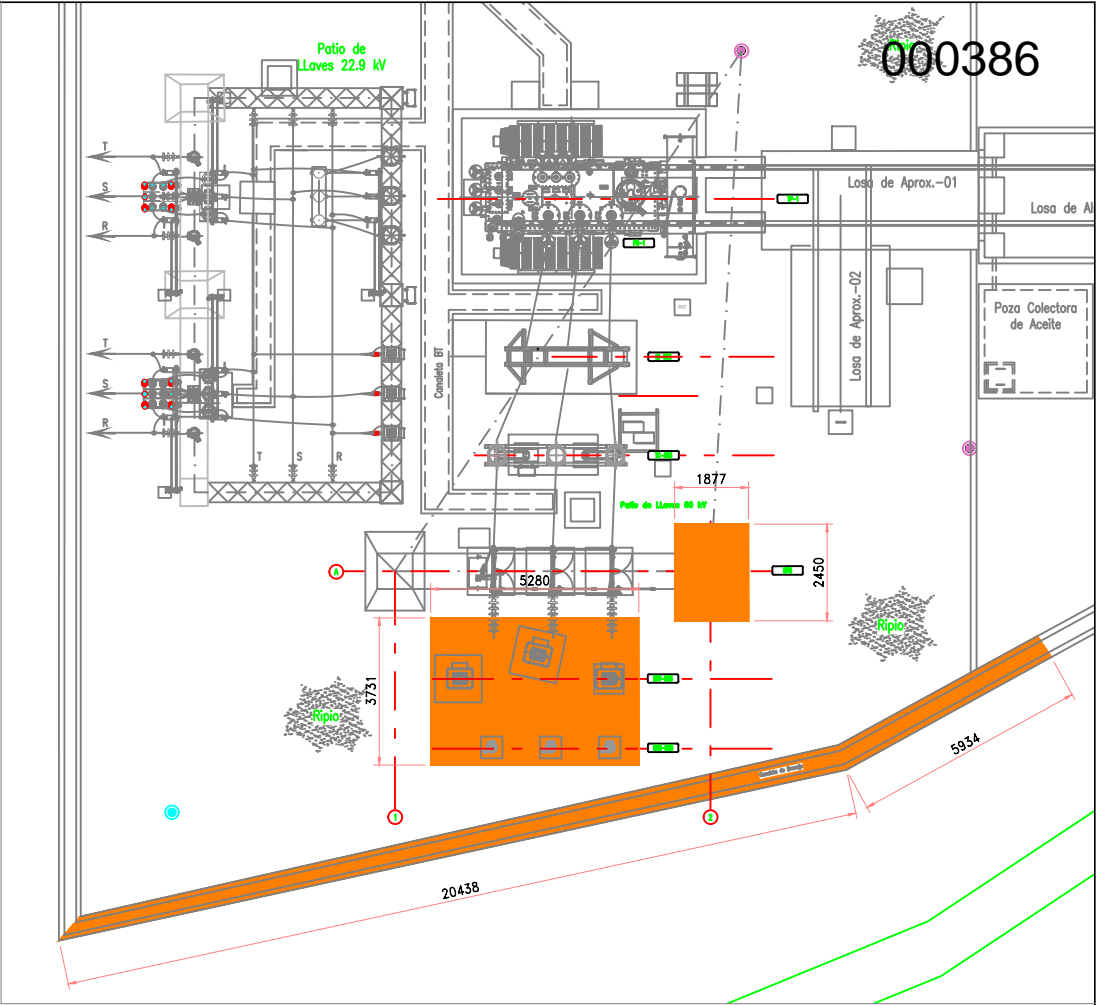 Patio de
LLaves 22.9 kV
Ripio
000386
T
S
R
Losa de Aprox.-01
Losa de Al
Losa de Aprox.-02
Poza Colectora
de Aceite
PAT
Canaleta BT
T
S
R
T
S
R
1877
Patio de LLaves 60 kV
2450
A
5280
3731
Ripio
Ripio
5934
1
2
20438